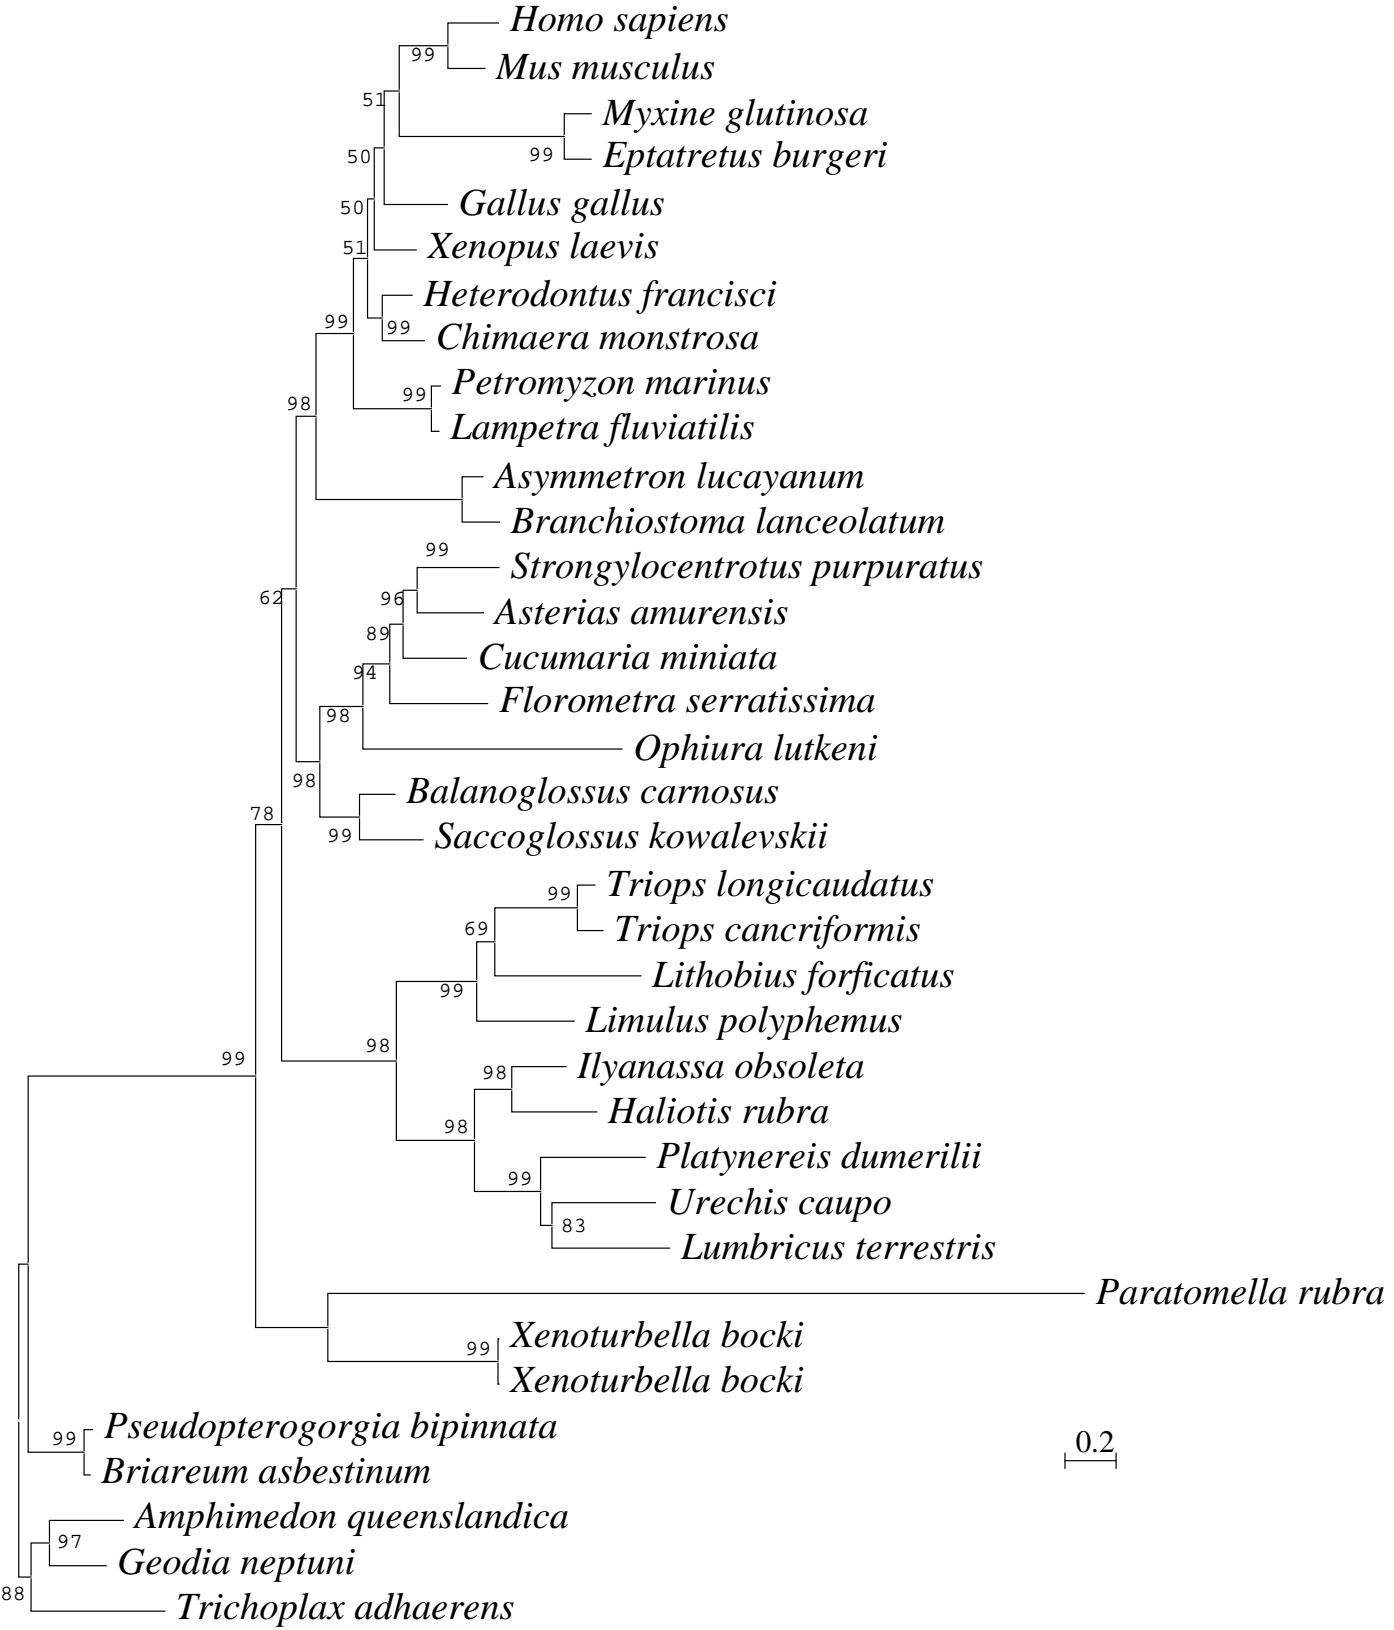 Homo sapiens
99
Mus musculus
51
Myxine glutinosa
99
Eptatretus burgeri
50
Gallus gallus
50
Xenopus laevis
51
Heterodontus francisci
99
99
Chimaera monstrosa
Petromyzon marinus
99
98
Lampetra fluviatilis
Asymmetron lucayanum
Branchiostoma lanceolatum
99
Strongylocentrotus purpuratus
62
96
Asterias amurensis
89
Cucumaria miniata
94
Florometra serratissima
98
Ophiura lutkeni
98
Balanoglossus carnosus
78
99
Saccoglossus kowalevskii
Triops longicaudatus
99
69
Triops cancriformis
Lithobius forficatus
99
Limulus polyphemus
98
99
Ilyanassa obsoleta
98
Haliotis rubra
98
Platynereis dumerilii
99
Urechis caupo
83
Lumbricus terrestris
Paratomella rubra
Xenoturbella bocki
99
Xenoturbella bocki
Pseudopterogorgia bipinnata
99
0.2
Briareum asbestinum
Amphimedon queenslandica
97
Geodia neptuni
88
Trichoplax adhaerens